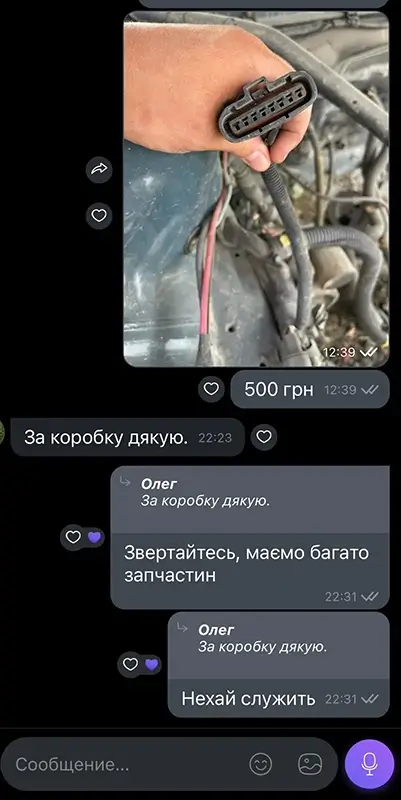 12:39
500 грн 12:39
За коробку дякую. 22:23
Олег
За коробку дякую.
Звертайтесь, маємо багато
запчастин
22:31
Олег
За коробку дякую.
Нехай служить 22:31
Сообщение...